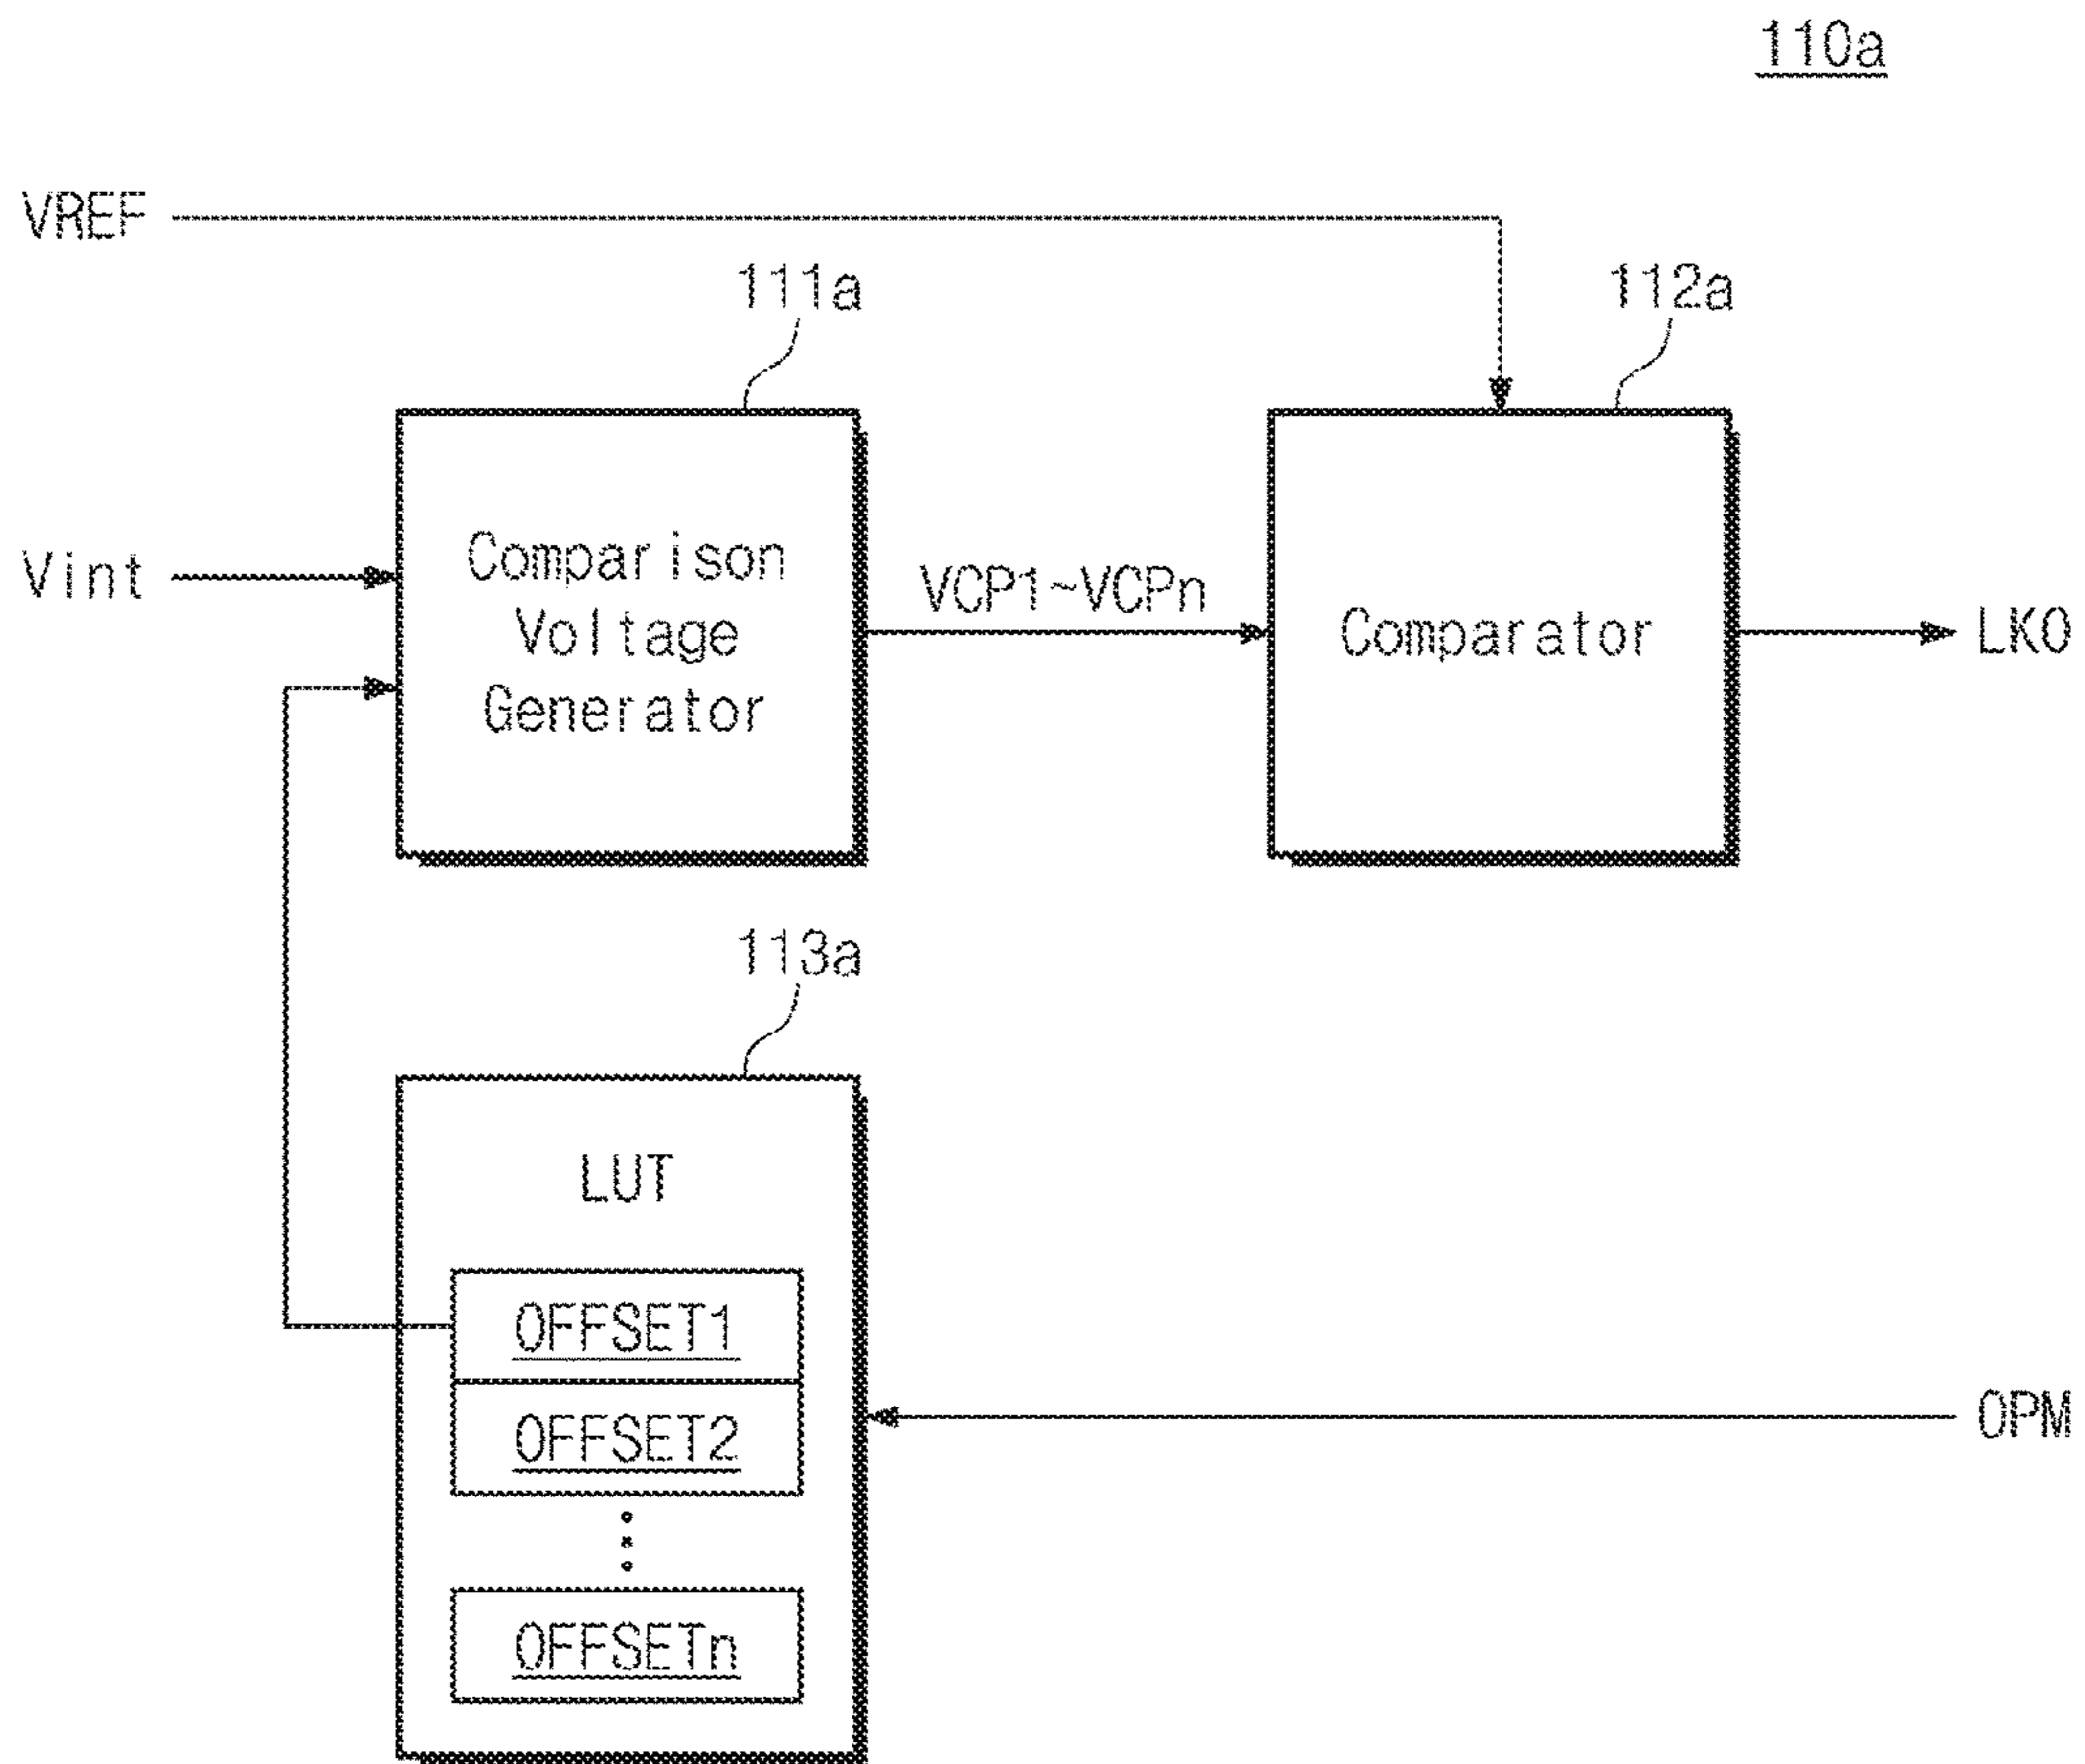 110a
VREF
111a
112a
Vint
Comparison
Voltage
Generator
VCP1~VCPn
Comparator
LKO
113a
LUT
OFFSET1
OFFSET2
OFFSETn
OPM